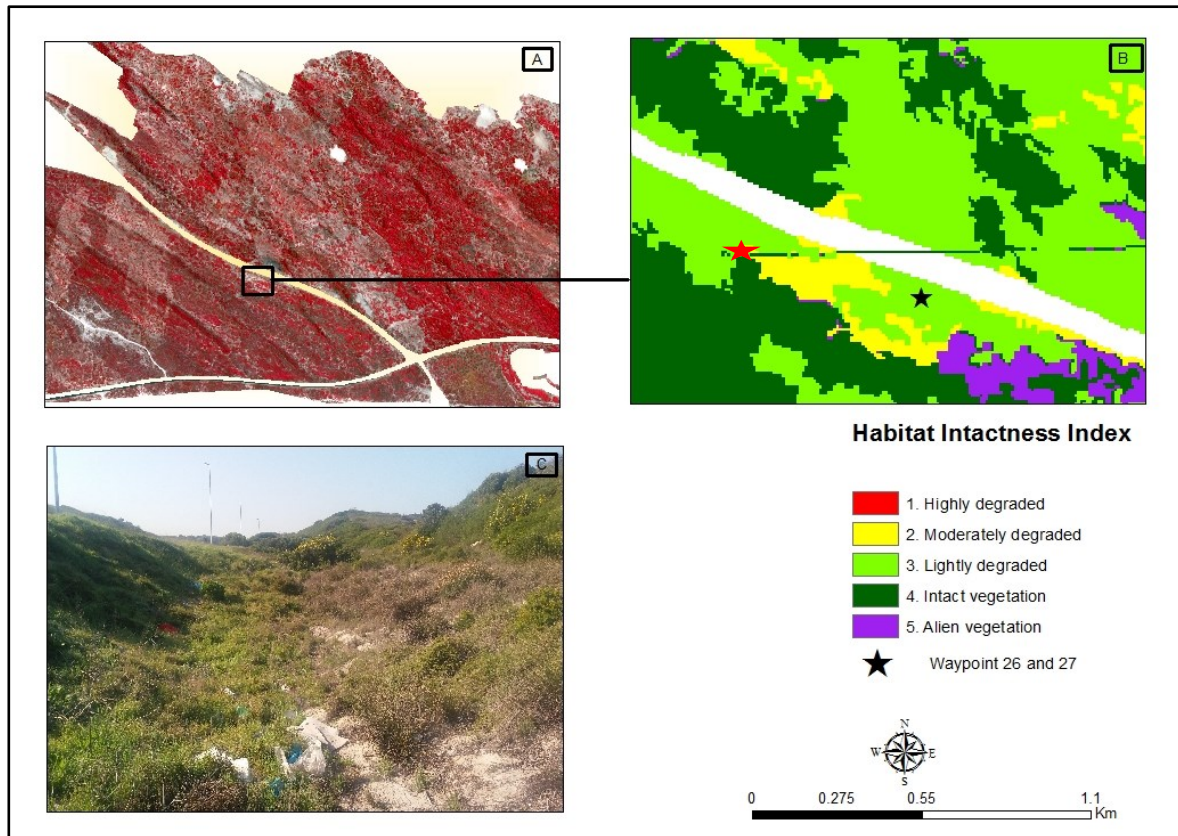 A
B
C
Habitat Intactness Index
1. Highly degraded
2. Moderately degraded
3. Lightly degraded
4. Intact vegetation
5. Alien vegetation
Waypoint 26 and 27
N
W E
S
0 0.275 0.55 1.1
Km